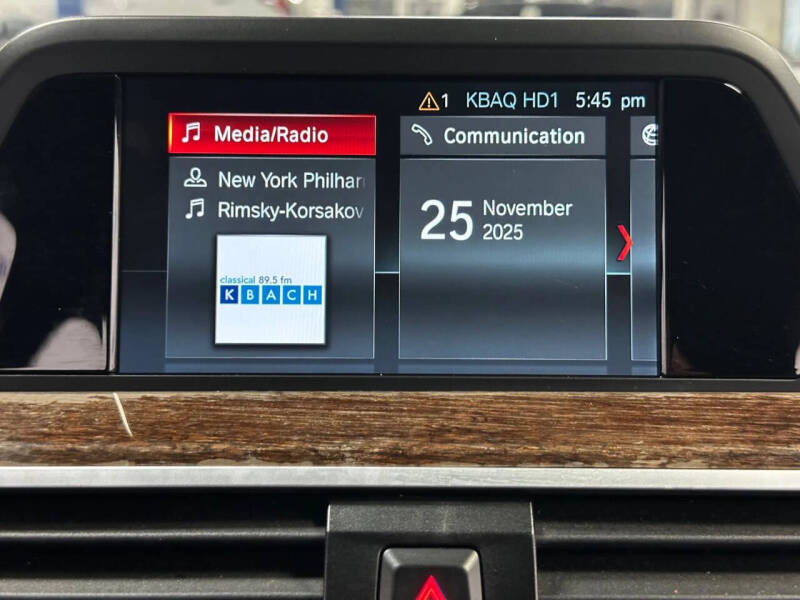 1 KBAQ HD1 5:45 pm
Media/Radio
Communication
New York Philhar
Rimsky-Korsakov
classical 89.5 fm
KBACH
25 November
2025